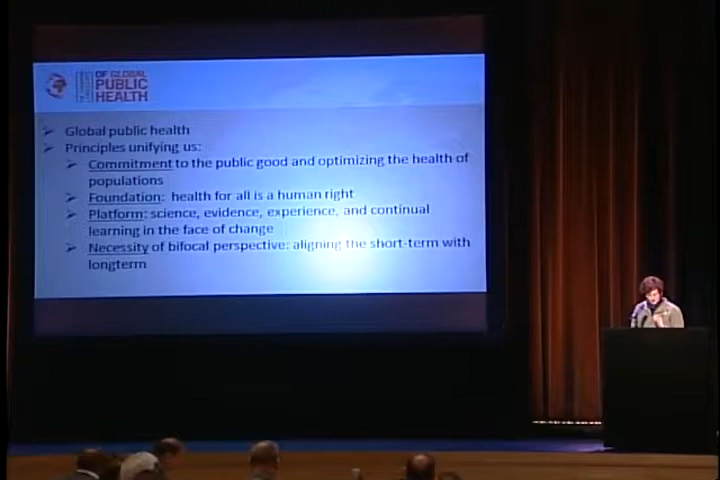 OF GLOBAL
PUBLIC
HEALTH
Global public health
Principles unifying us:
Commitment to the public good and optimizing the health of
populations
Foundation: health for all is a human right
Platform: science, evidence, experience, and continual
learning in the face of change
Necessity of bifocal perspective: aligning the short-term with
longterm